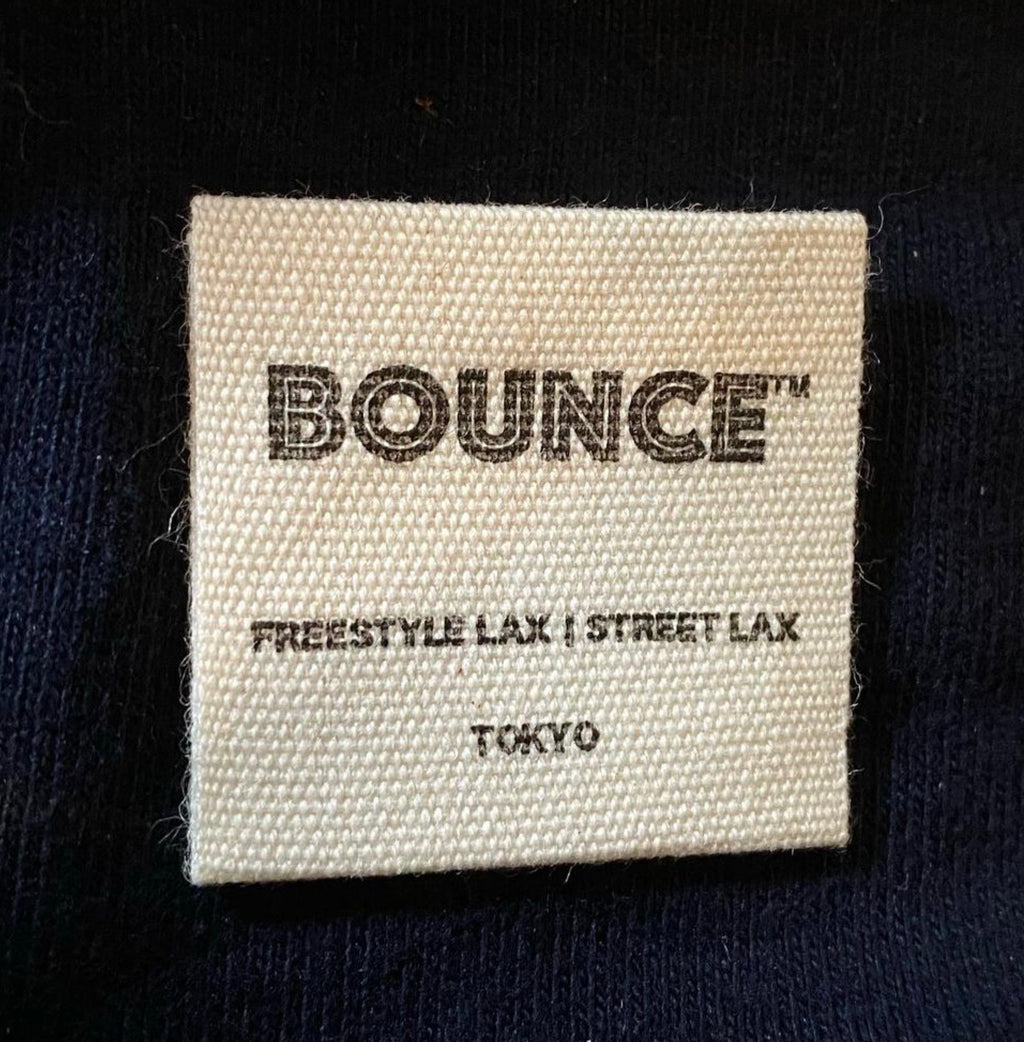 BOUNCE™
FREESTYLE LAX | STREET LAX
TOKYO